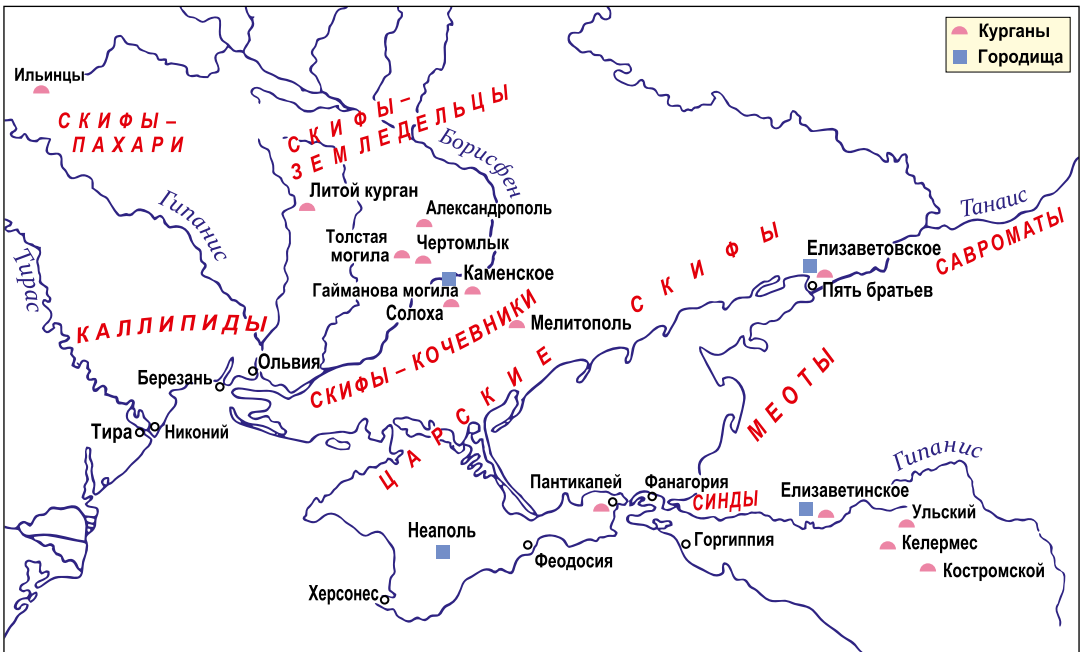 Курганы
Городища
Ильинцы
СКИФЫ–
ПАХАРИ
СКИФЫ–
ЗЕМЛЕДЕЛЬЦЫ
Борисфен
Гипанис
Литой курган
Александрополь
Толстая
могила
Чертомлык
Каменское
Гайманова могила
Солоха
Мелитополь
Тирас
КАЛЛИПИДЫ
СКИФЫ–КОЧЕВНИКИ
ЦАРСКИЕ СКИФЫ
Елизаветовское
Пять братьев
Танаис
САВРОМАТЫ
Ольвия
Березань
Тира
Никоний
МЕОТЫ
Гипанис
Пантикапей
Фанагория
СИНДЫ
Елизаветинское
Ульский
Келермес
Костромской
Неаполь
Феодосия
Горгиппия
Херсонес